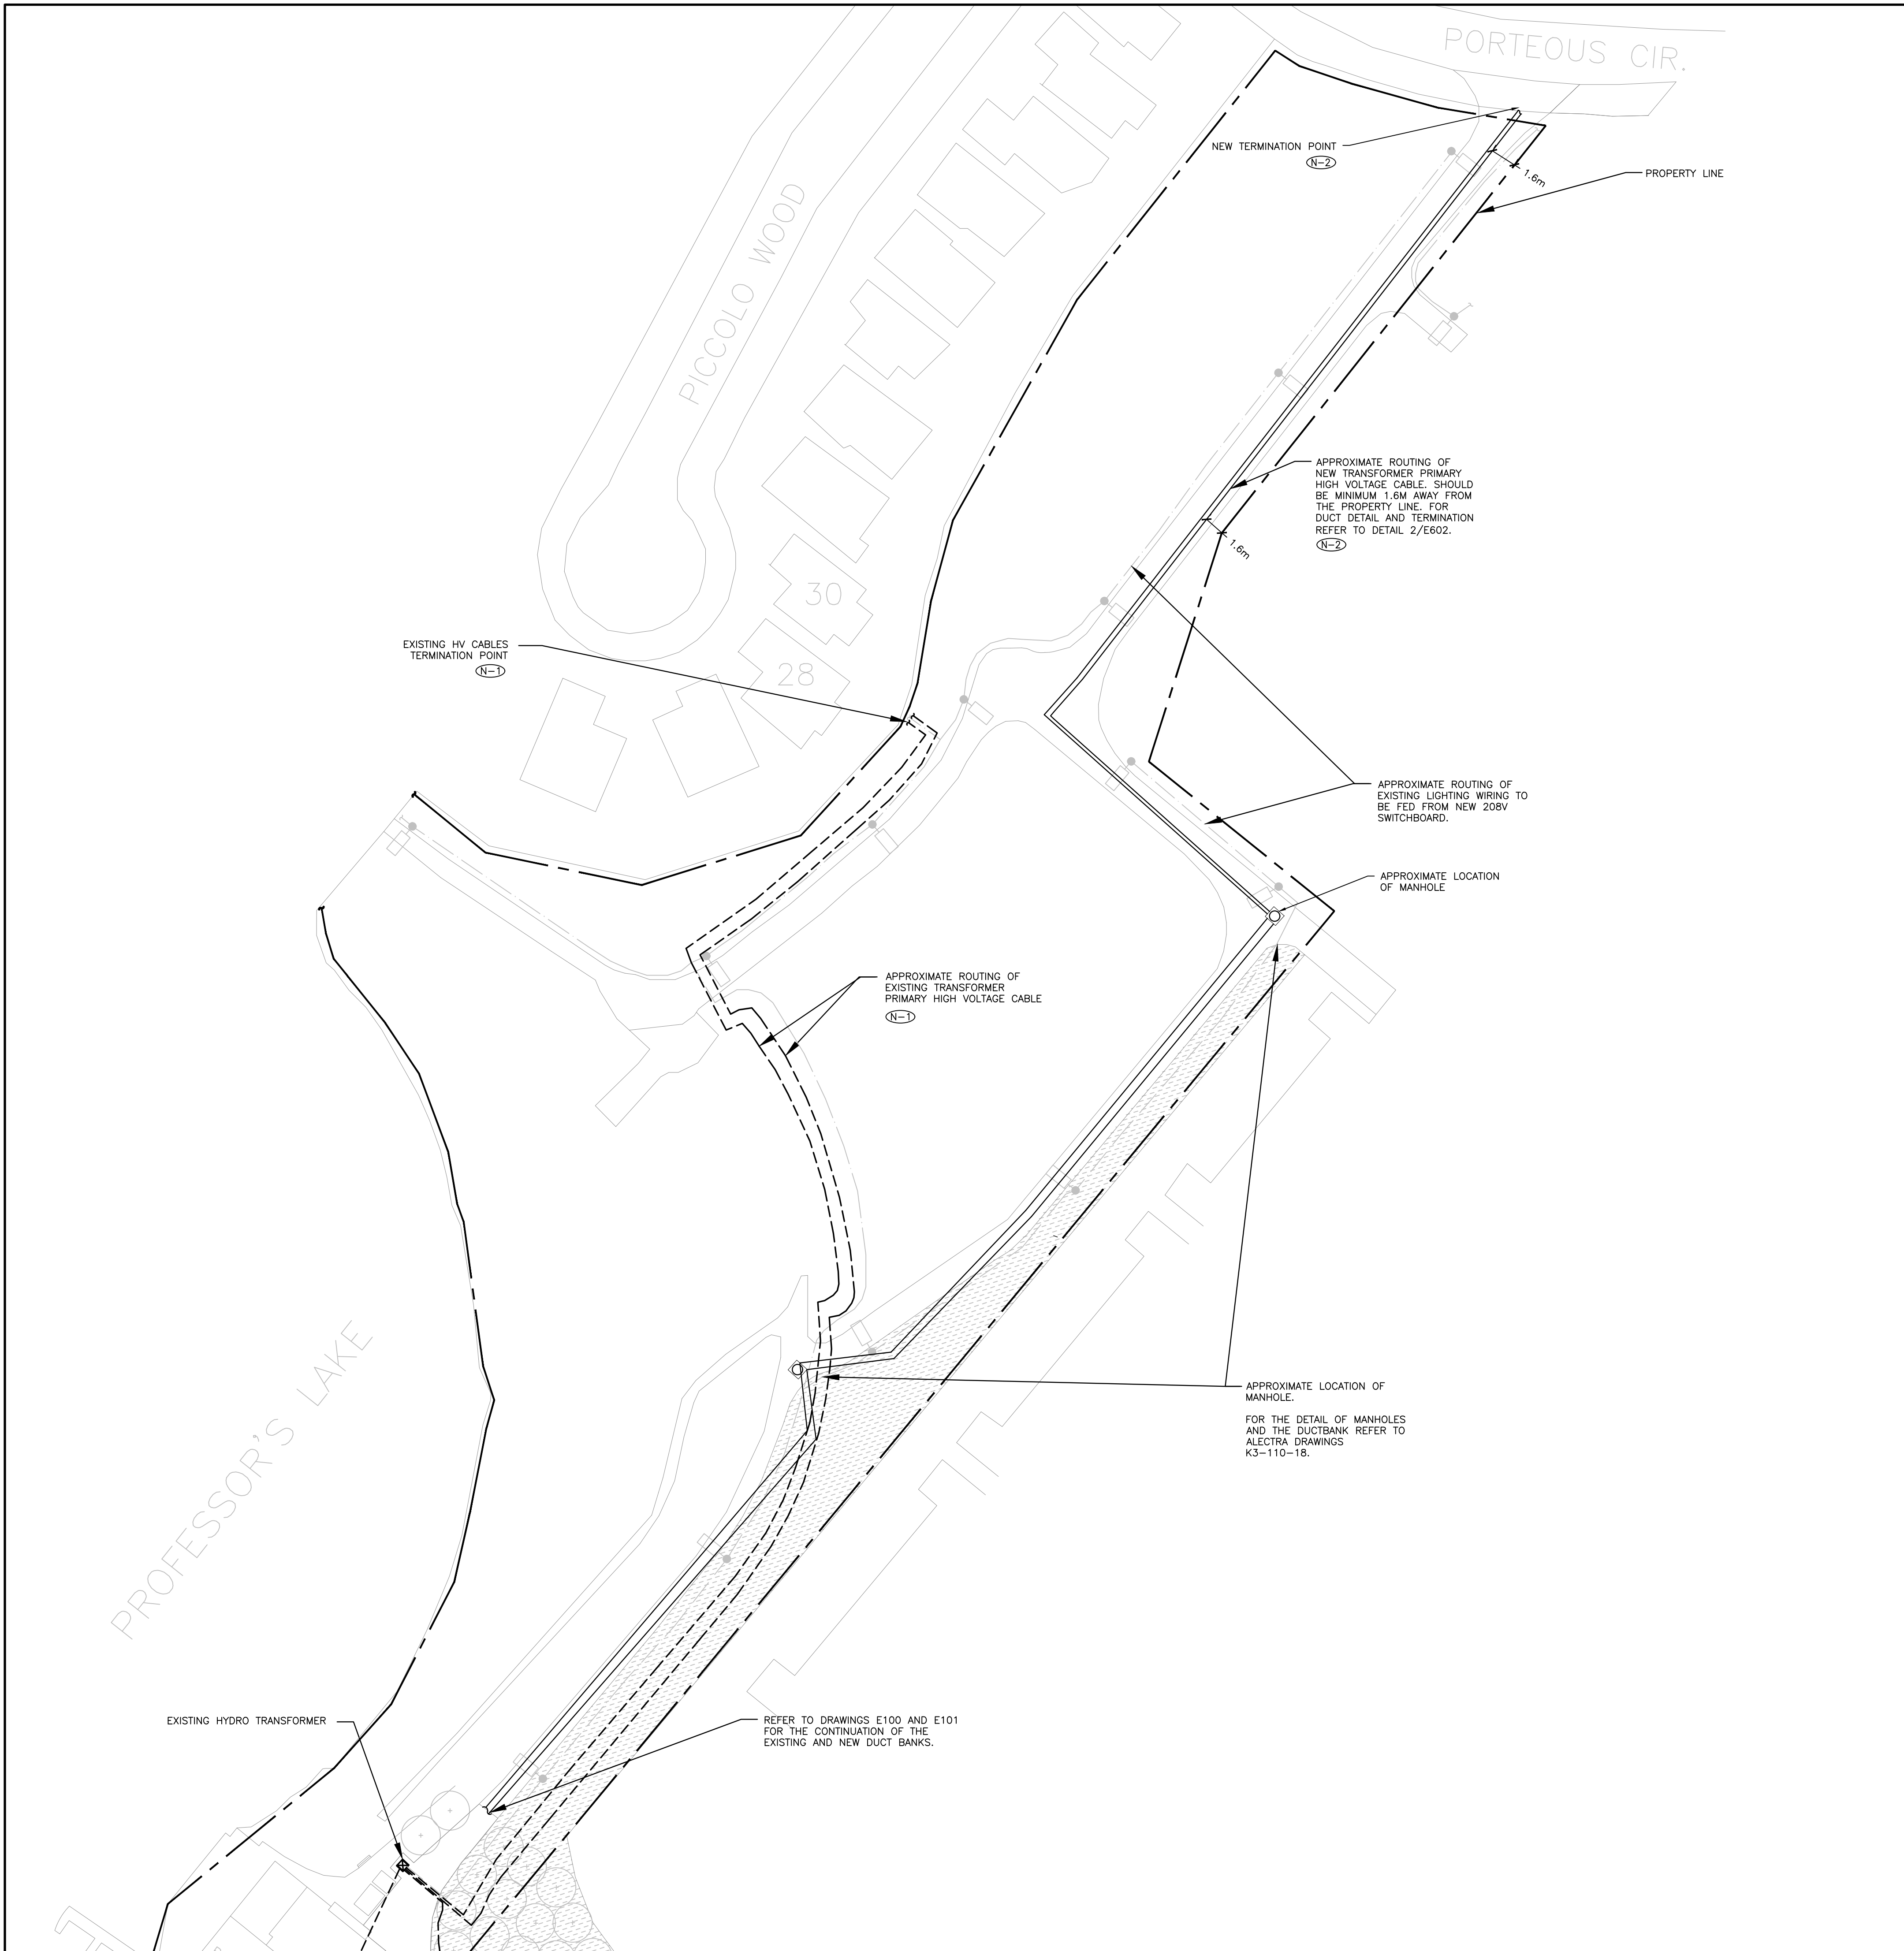 PORTEOUS CIR.
NEW TERMINATION POINT
N-2
1.6m
PROPERTY LINE
PICCOLO WOOD
APPROXIMATE ROUTING OF
NEW TRANSFORMER PRIMARY
HIGH VOLTAGE CABLE. SHOULD
BE MINIMUM 1.6M AWAY FROM
THE PROPERTY LINE. FOR
DUCT DETAIL AND TERMINATION
REFER TO DETAIL 2/E602.
N-2
1.6m
30
28
EXISTING HV CABLES
TERMINATION POINT
N-1
APPROXIMATE ROUTING OF
EXISTING LIGHTING WIRING TO
BE FED FROM NEW 208V
SWITCHBOARD.
APPROXIMATE LOCATION
OF MANHOLE
APPROXIMATE ROUTING OF
EXISTING TRANSFORMER
PRIMARY HIGH VOLTAGE CABLE
N-1
APPROXIMATE LOCATION OF
MANHOLE.
FOR THE DETAIL OF MANHOLES
AND THE DUCTBANK REFER TO
ALECTRA DRAWINGS
K3-110-18.
PROFESSOR'S LAKE
EXISTING HYDRO TRANSFORMER
REFER TO DRAWINGS E100 AND E101
FOR THE CONTINUATION OF THE
EXISTING AND NEW DUCT BANKS.